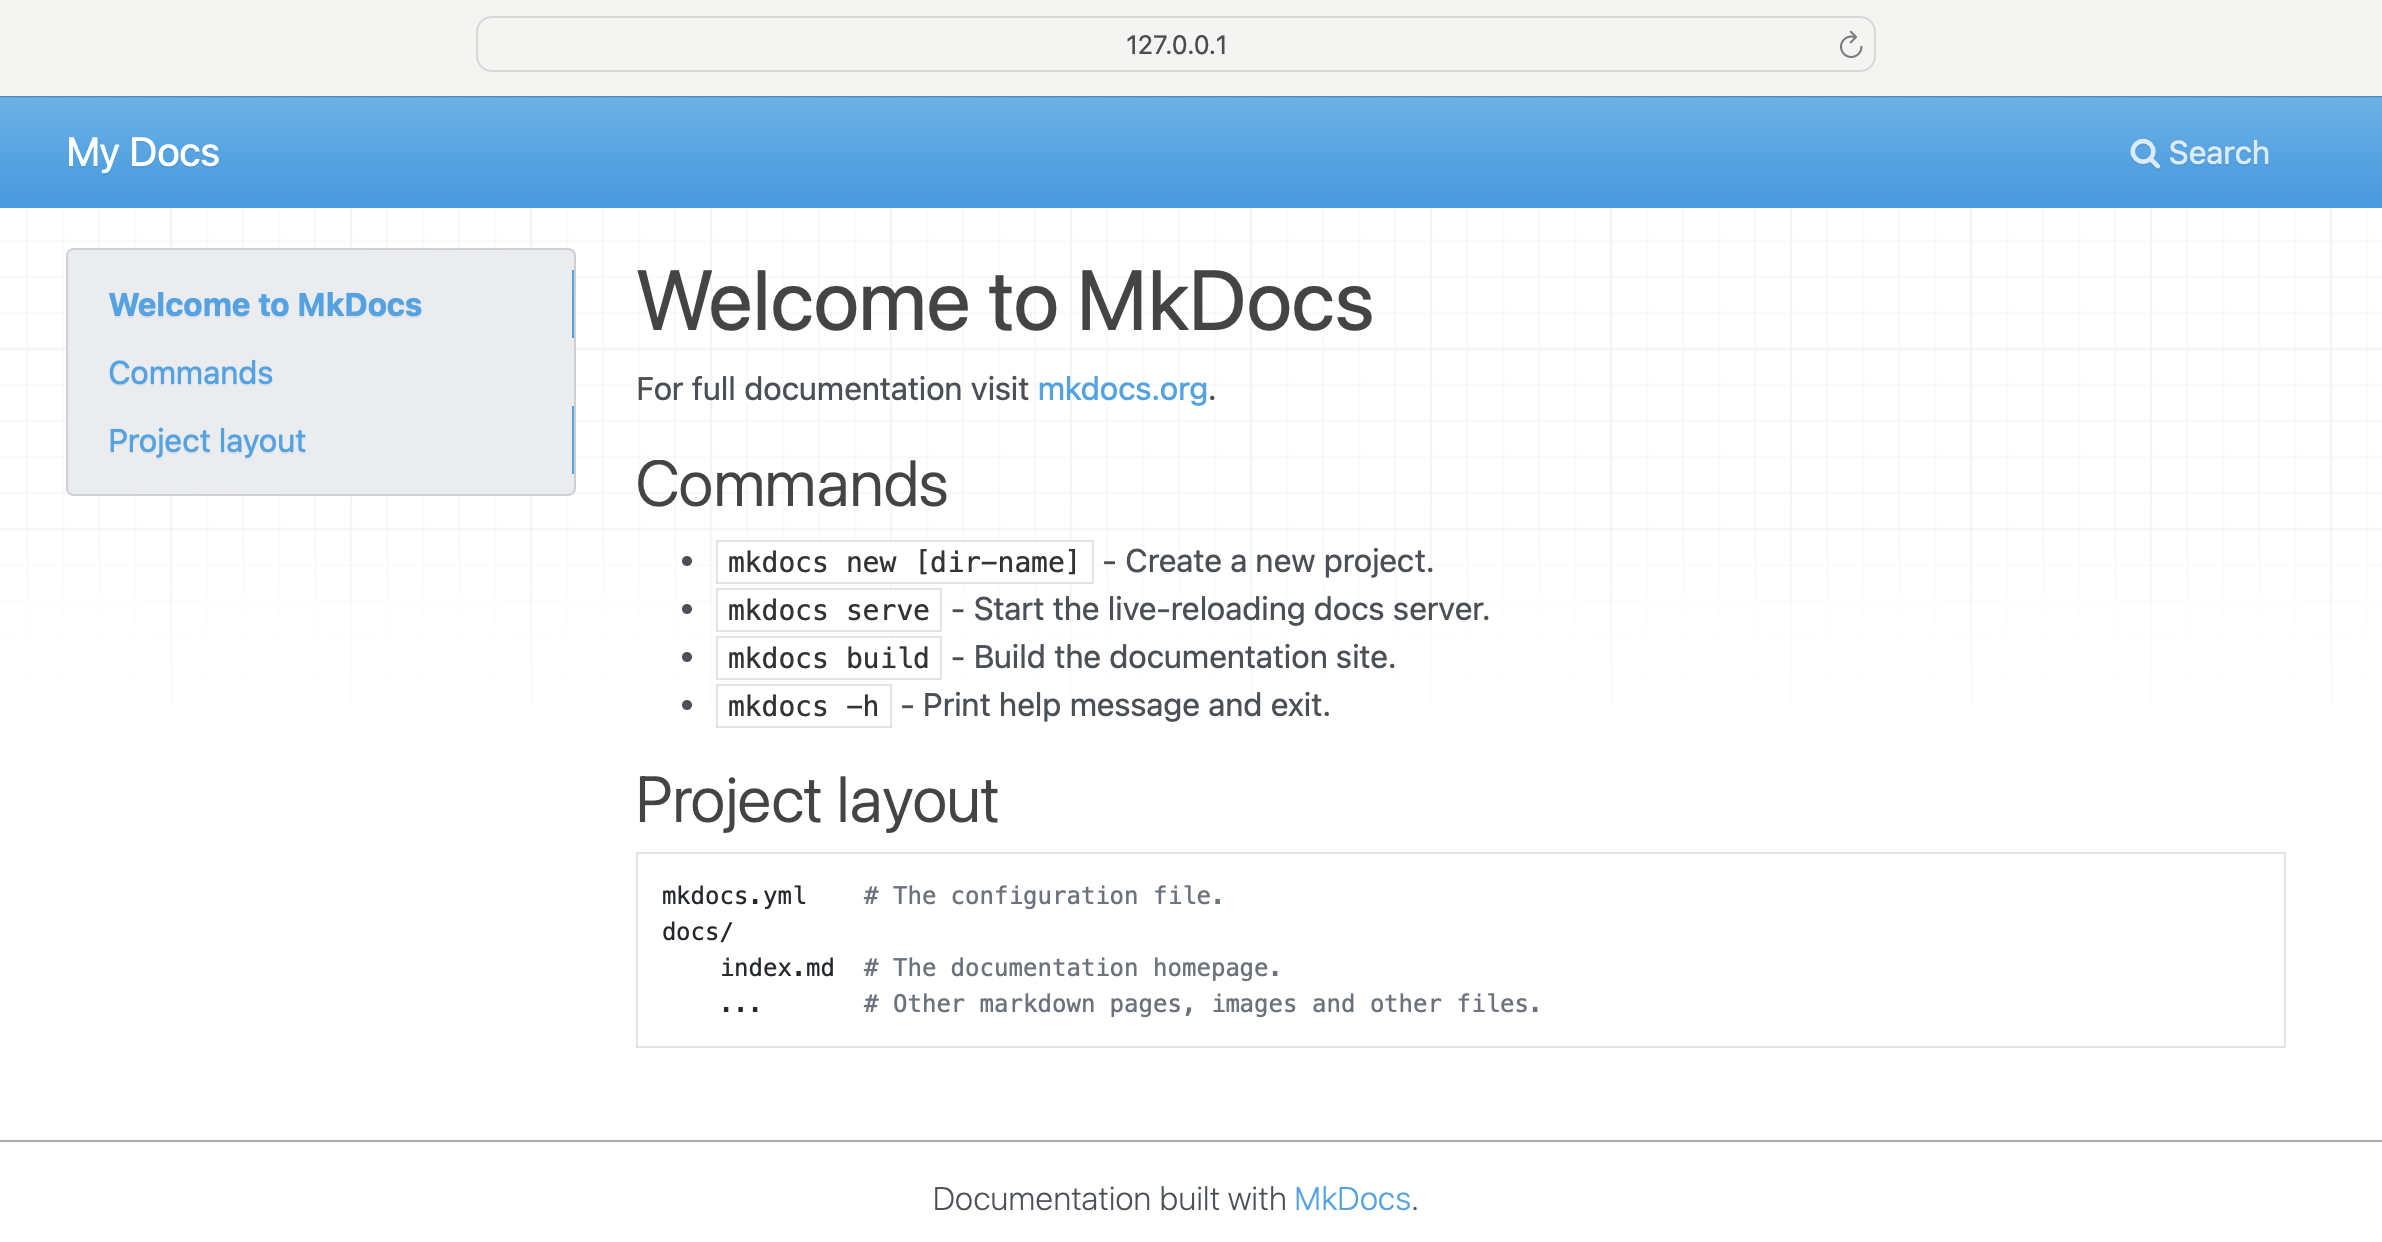 127.0.0.1
My Docs
Search
Welcome to MkDocs
Commands
Project layout
Welcome to MkDocs
For full documentation visit mkdocs.org.
Commands
• mkdocs new [dir-name] - Create a new project.
• mkdocs serve - Start the live-reloading docs server.
• mkdocs build - Build the documentation site.
• mkdocs -h - Print help message and exit.
Project layout
mkdocs.yml    # The configuration file.
docs/
    index.md  # The documentation homepage.
    ...       # Other markdown pages, images and other files.
Documentation built with MkDocs.